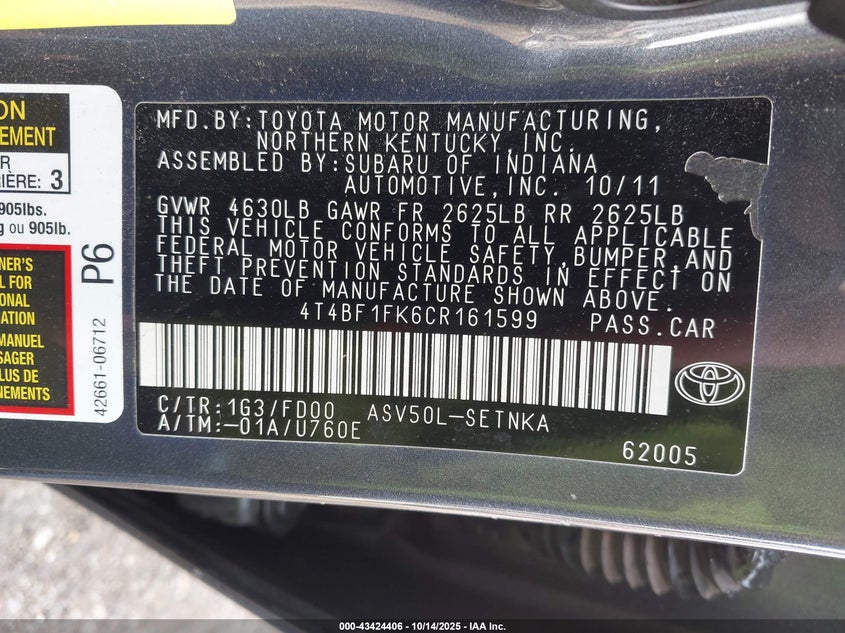 ON
EMENT
R
RIÈRE: 3
905lbs.
g ou 905lb.
NER'S
L FOR
ONAL
ATION
MANUEL
SSAGER
LUS DE
NEMENTS.
P6
42661-06712
MFD.BY:TOYOTA MOTOR MANUFACTURING,
NORTHERN KENTUCKY,INC.
ASSEMBLED BY:SUBARU OF INDIANA
AUTOMOTIVE,INC. 10/11
GVWR 4630LB GAWR FR 2625LB RR 2625LB
THIS VEHICLE CONFORMS TO ALL APPLICABLE
FEDERAL MOTOR VEHICLE SAFETY,BUMPER,AND
THEFT PREVENTION STANDARDS IN EFFECT ON
THE DATE OF MANUFACTURE SHOWN ABOVE.
4T4BF1FK6CR161599 PASS.CAR
C/TR:1G3/FD00 ASV50L-SETNKA
A/TM:-01A/U760E
62005
000-43424406 - 10/14/2025 - IAA Inc.